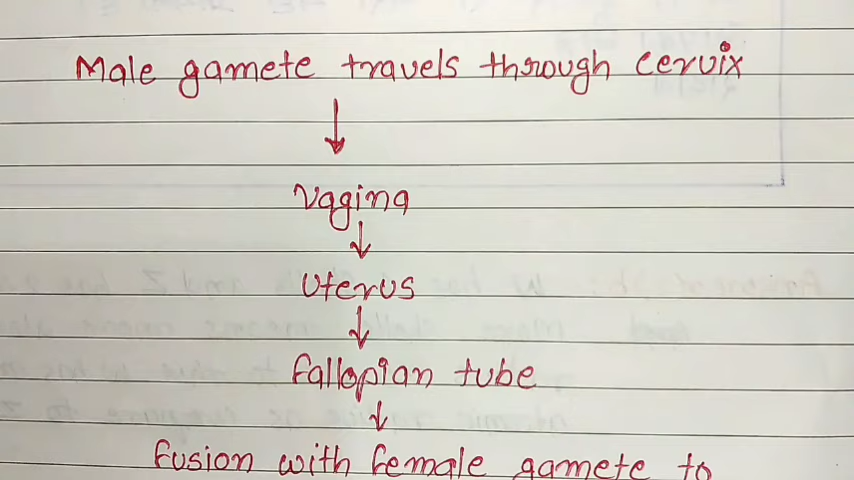 Male gamete travels through cervix
↓
Vagina
↓
Uterus
↓
fallopian tube
↓
fusion with female gamete to